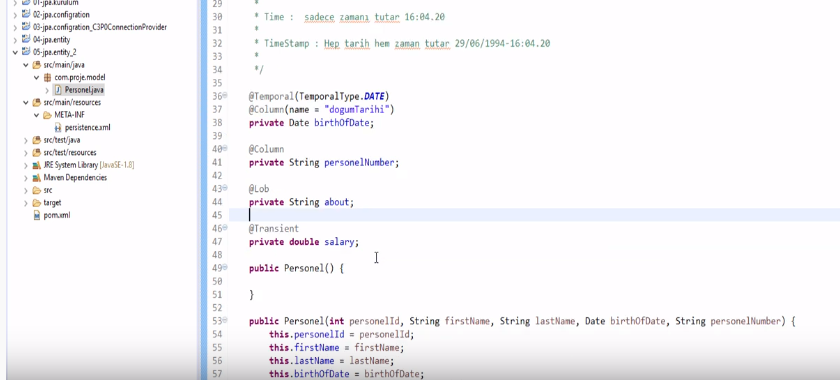 01-jpa.kurulum
02-jpa.configration
03-jpa.configration_C3P0ConnectionProvider
04-jpa.entity
05-jpa.entity_2
src/main/java
com.proje.model
Personel.java
src/main/resources
META-INF
persistence.xml
src/test/java
src/test/resources
JRE System Library [JavaSE-1.8]
Maven Dependencies
src
target
pom.xml
29 *
30 * Time : sadece zamanı tutar 16:04.20
31 *
32 * TimeStamp : Hep tarih hem zaman tutar 29/06/1994-16:04.20
33 *
34 */
35
36 @Temporal(TemporalType.DATE)
37 @Column(name = "dogumTarihi")
38 private Date birthOfDate;
39
40 @Column
41 private String personelNumber;
42
43 @Lob
44 private String about;
45
46 @Transient
47 private double salary;
48
49 public Personel() {
50
51 }
52
53 public Personel(int personelId, String firstName, String lastName, Date birthOfDate, String personelNumber) {
54 this.personelId = personelId;
55 this.firstName = firstName;
56 this.lastName = lastName;
57 this.birthOfDate = birthOfDate;